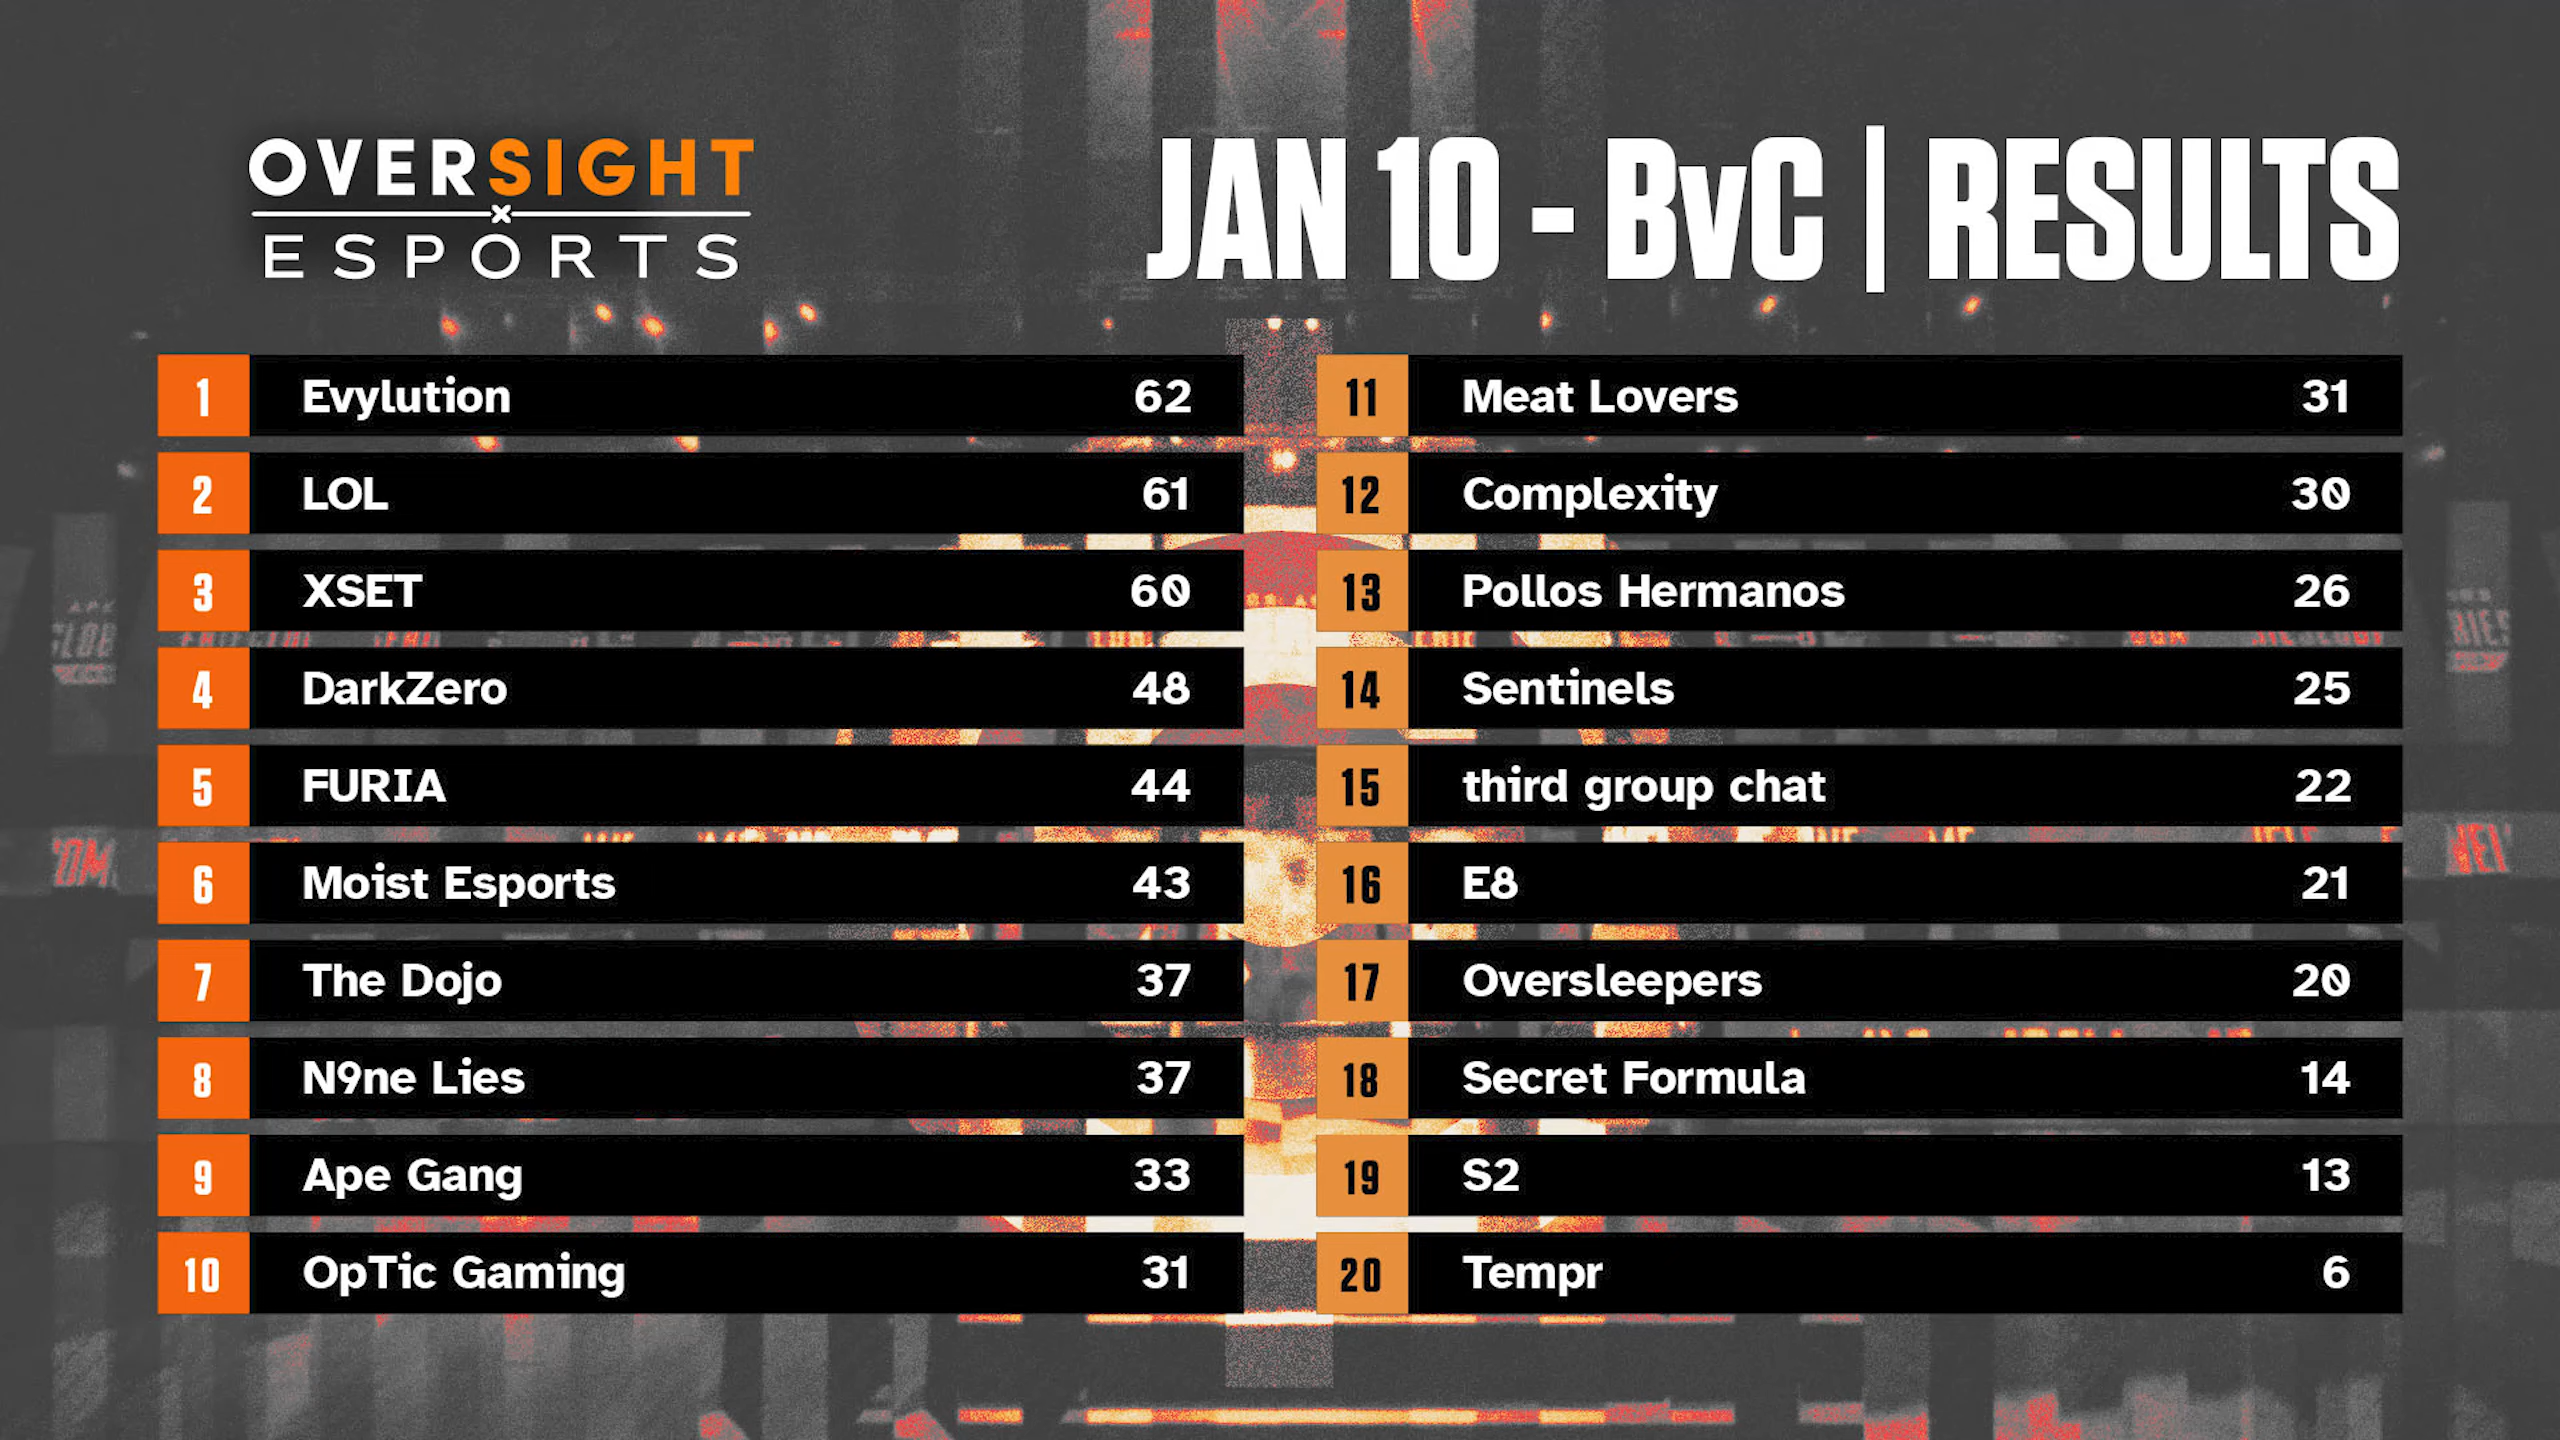 OVERSIGHT
ESPORTS
JAN 10 - BvC | RESULTS
1 Evylution 62
2 LOL 61
3 XSET 60
4 DarkZero 48
5 FURIA 44
6 Moist Esports 43
7 The Dojo 37
8 N9ne Lies 37
9 Ape Gang 33
10 OpTic Gaming 31
11 Meat Lovers 31
12 Complexity 30
13 Pollos Hermanos 26
14 Sentinels 25
15 third group chat 22
16 E8 21
17 Oversleepers 20
18 Secret Formula 14
19 S2 13
20 Tempr 6